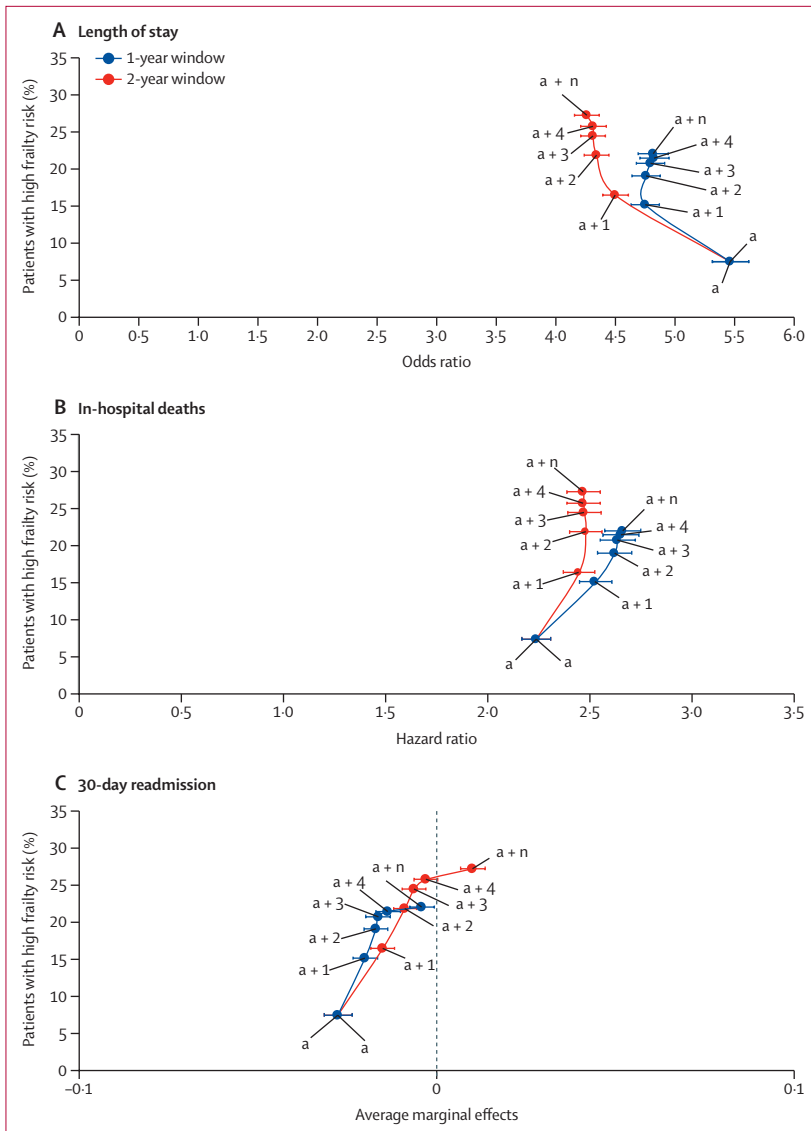 A Length of stay
35
30
25
20
15
10
5
0
Patients with high frailty risk (%)
1-year window
2-year window
a + n
a + 4
a + 3
a + 2
a + 1
a + n
a + 4
a + 3
a + 2
a + 1
a
a
0
0·5
1·0
1·5
2·0
2·5
3·0
3·5
4·0
4·5
5·0
5·5
6·0
Odds ratio
B In-hospital deaths
35
30
25
20
15
10
5
0
Patients with high frailty risk (%)
a + n
a + 4
a + 3
a + 2
a + 1
a + n
a + 4
a + 3
a + 2
a + 1
a
a
0
0·5
1·0
1·5
2·0
2·5
3·0
3·5
Hazard ratio
C 30-day readmission
35
30
25
20
15
10
5
0
Patients with high frailty risk (%)
a + n
a + n
a + 4
a + 4
a + 3
a + 3
a + 2
a + 2
a + 1
a + 1
a
a
–0·1
0
0·1
Average marginal effects